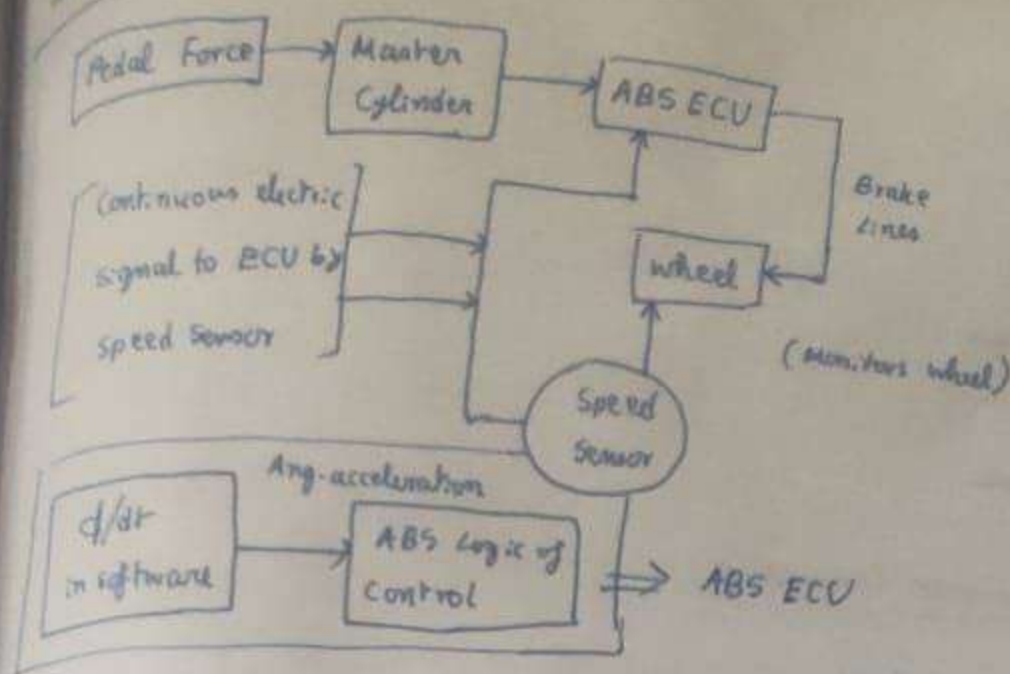 Pedal Force
Master
Cylinder
ABS ECU
Continuous electric
signal to ECU by
speed sensor
Brake
Lines
wheel
(Monitors wheel)
Speed
Sensor
Ang. acceleration
d/dt
in software
ABS Logic of
control
ABS ECU